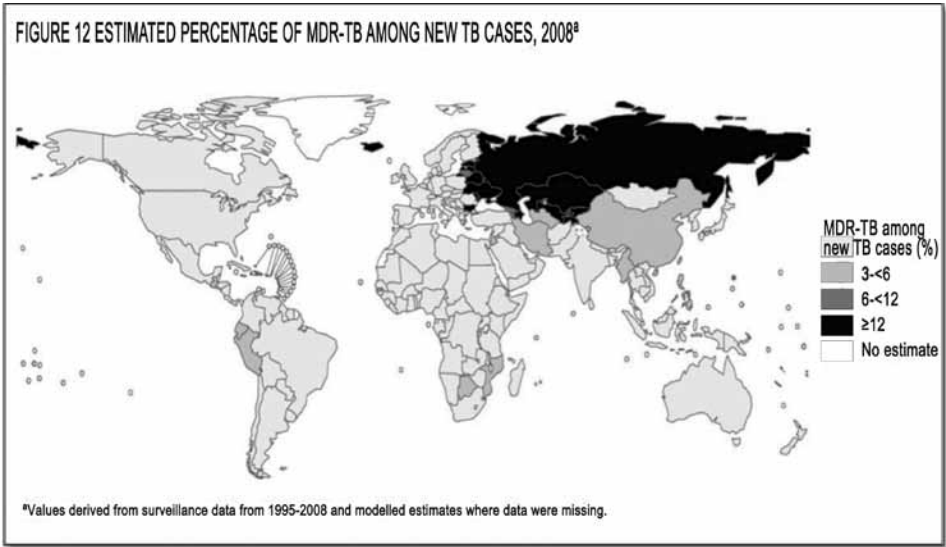 FIGURE 12 ESTIMATED PERCENTAGE OF MDR-TB AMONG NEW TB CASES, 2008ª
MDR-TB among
new TB cases (%)
3-<6
6-<12
≥12
No estimate
ªValues derived from surveillance data from 1995-2008 and modelled estimates where data were missing.